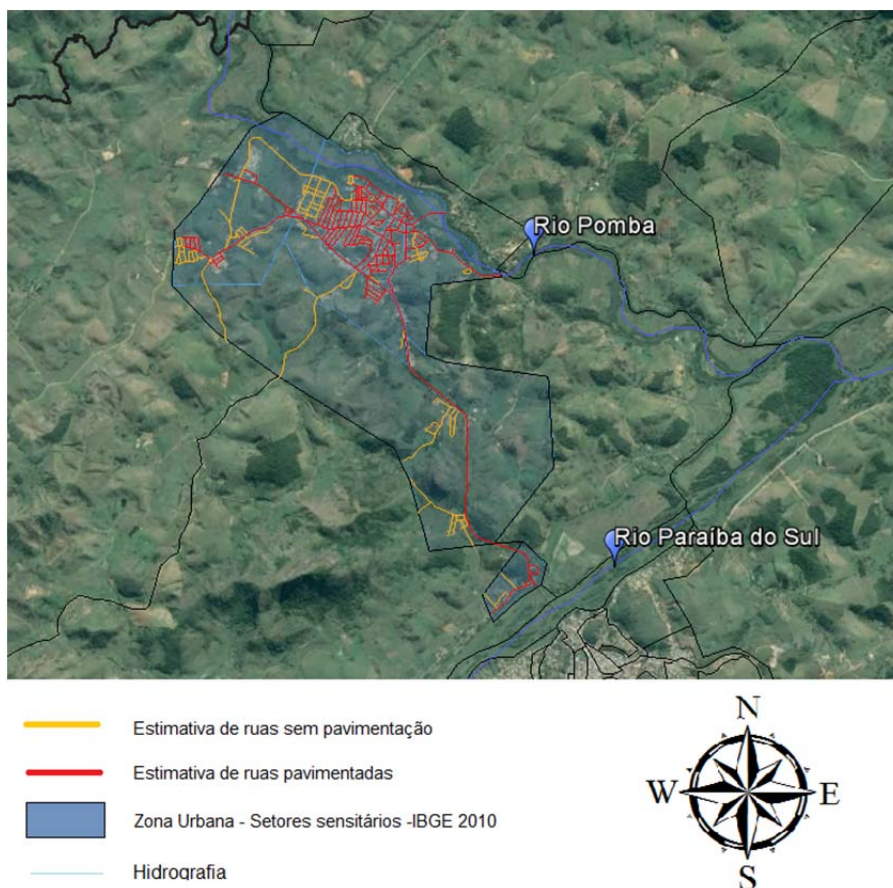 Rio Pomba
Rio Paraíba do Sul
Estimativa de ruas sem pavimentação
Estimativa de ruas pavimentadas
Zona Urbana - Setores sensitários -IBGE 2010
Hidrografia
N
W E
S